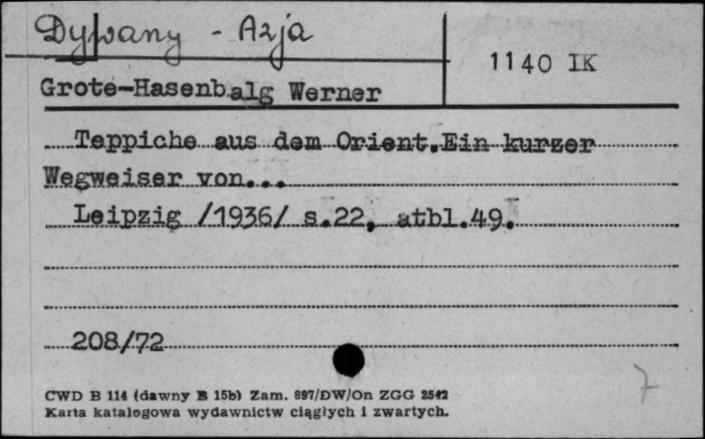 Dywany - Azja
1140 IK
Grote-Hasenbalg Werner
Teppiche aus dem Orient.Ein kurzer
Wegweiser von...
Leipzig /1936/ s.22, atbl.49.
208/72
7
CWD B 114 (dawny B 15b) Zam. 897/DW/On ZGG 2542
Karta katalogowa wydawnictw ciągłych i zwartych.